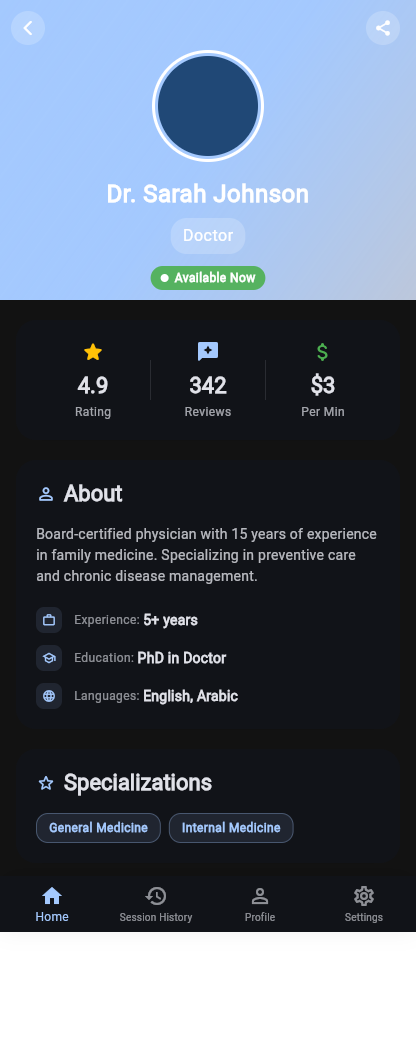 Dr. Sarah Johnson
Doctor
Available Now
4.9
Rating
342
Reviews
$3
Per Min
About
Board-certified physician with 15 years of experience
in family medicine. Specializing in preventive care
and chronic disease management.
Experience: 5+ years
Education: PhD in Doctor
Languages: English, Arabic
Specializations
General Medicine
Internal Medicine
Home
Session History
Profile
Settings